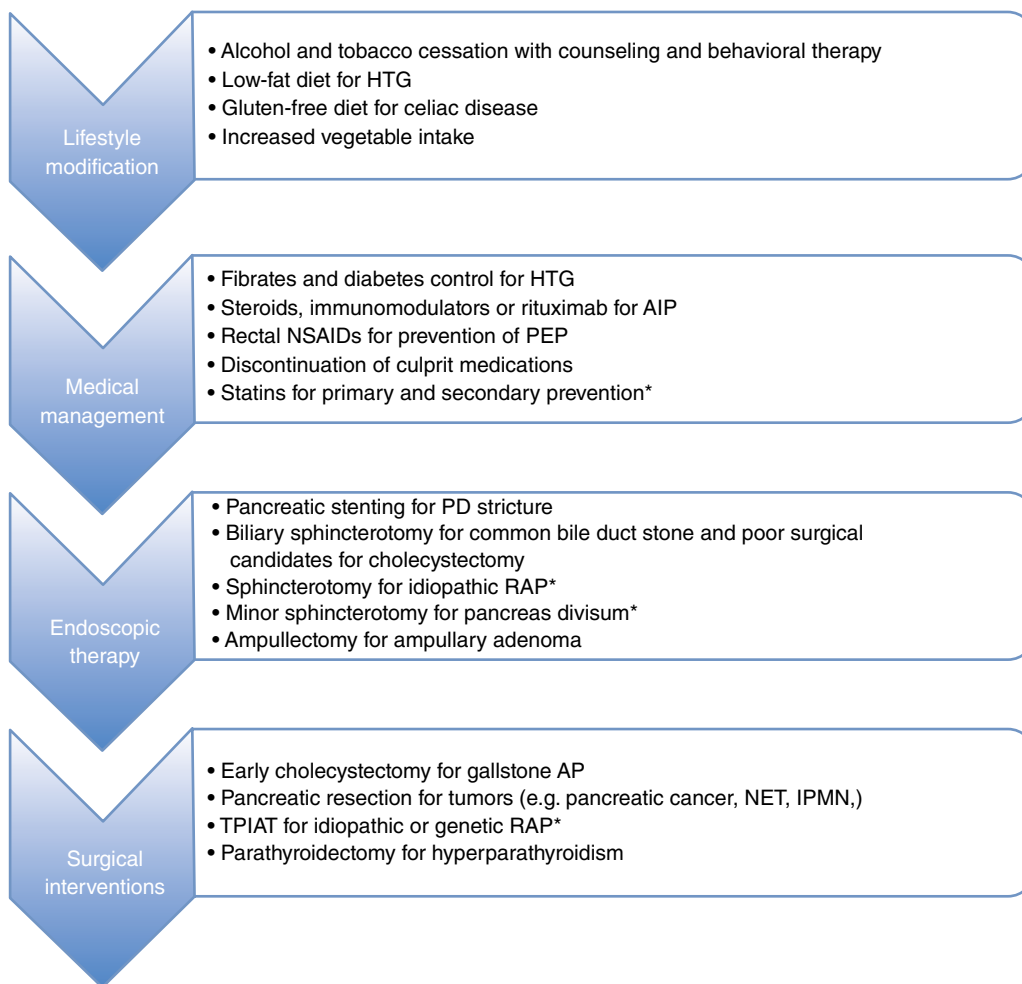 Lifestyle
modification
• Alcohol and tobacco cessation with counseling and behavioral therapy
• Low-fat diet for HTG
• Gluten-free diet for celiac disease
• Increased vegetable intake
Medical
management
• Fibrates and diabetes control for HTG
• Steroids, immunomodulators or rituximab for AIP
• Rectal NSAIDs for prevention of PEP
• Discontinuation of culprit medications
• Statins for primary and secondary prevention*
Endoscopic
therapy
• Pancreatic stenting for PD stricture
• Biliary sphincterotomy for common bile duct stone and poor surgical
candidates for cholecystectomy
• Sphincterotomy for idiopathic RAP*
• Minor sphincterotomy for pancreas divisum*
• Ampullectomy for ampullary adenoma
Surgical
interventions
• Early cholecystectomy for gallstone AP
• Pancreatic resection for tumors (e.g. pancreatic cancer, NET, IPMN,)
• TPIAT for idiopathic or genetic RAP*
• Parathyroidectomy for hyperparathyroidism